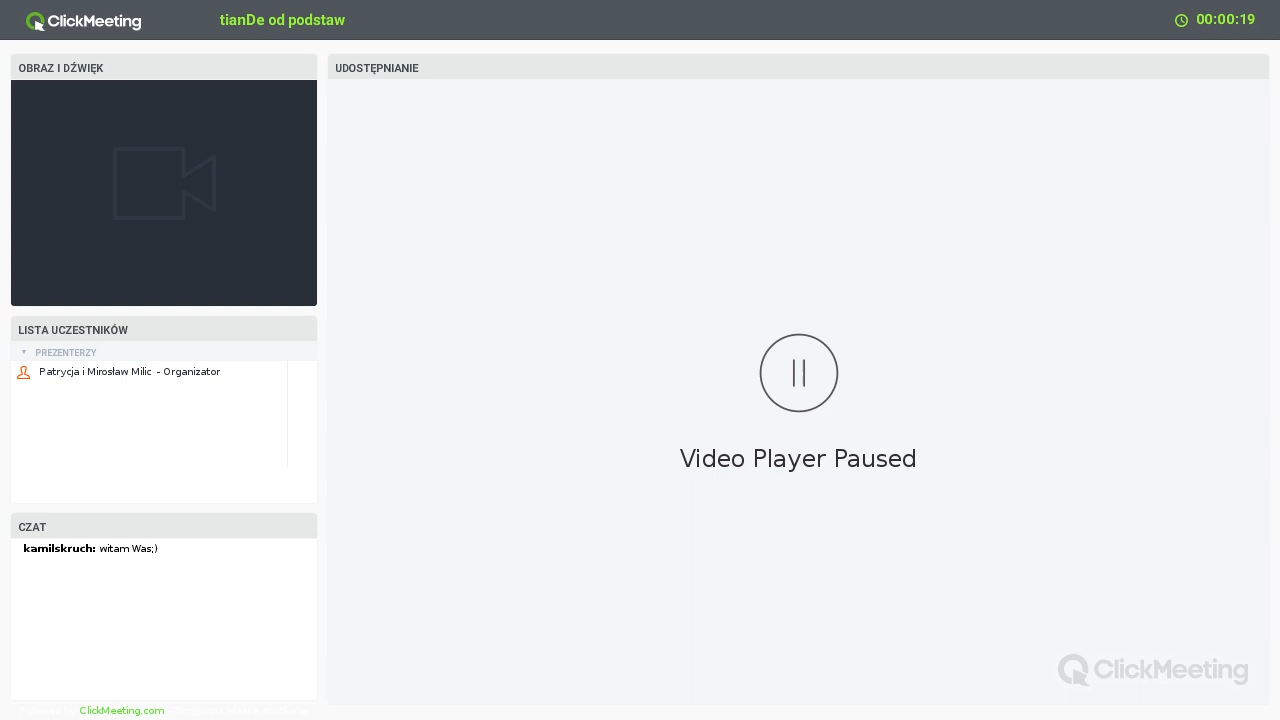 ClickMeeting
tianDe od podstaw
00:00:19
OBRAZ I DŹWIĘK
UDOSTĘPNIANIE
LISTA UCZESTNIKÓW
PREZENTERZY
Patrycja i Mirosław Milic - Organizator
Video Player Paused
CZAT
kamilskruch: witam Was;)
ClickMeeting
ClickMeeting.com